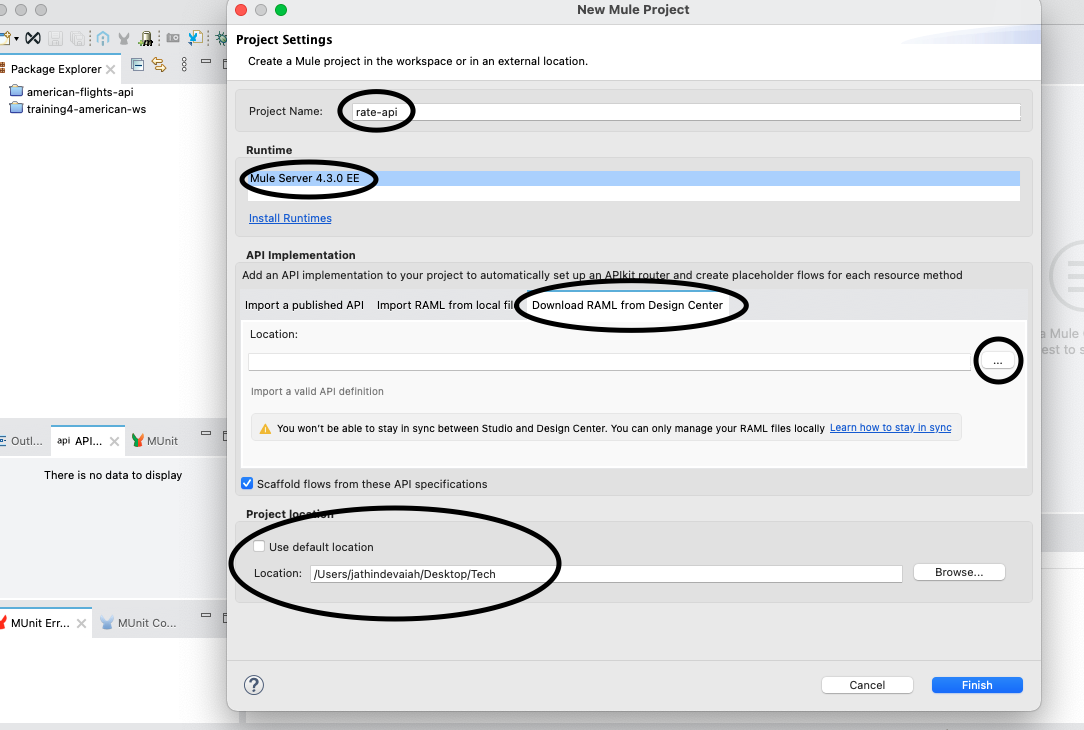 New Mule Project
Project Settings
Create a Mule project in the workspace or in an external location.
Package Explorer
american-flights-api
training4-american-ws
Project Name: rate-api
Runtime
Mule Server 4.3.0 EE
Install Runtimes
API Implementation
Add an API implementation to your project to automatically set up an APIkit router and create placeholder flows for each resource method
Import a published API Import RAML from local fil Download RAML from Design Center
Location:
...
Import a valid API definition
You won't be able to stay in sync between Studio and Design Center. You can only manage your RAML files locally Learn how to stay in sync
a Mule
est to s
Outl... api API... MUnit
There is no data to display
Scaffold flows from these API specifications
Project location
Use default location
Location: /Users/jathindevaiah/Desktop/Tech Browse...
MUnit Err... MUnit Co...
? Cancel Finish